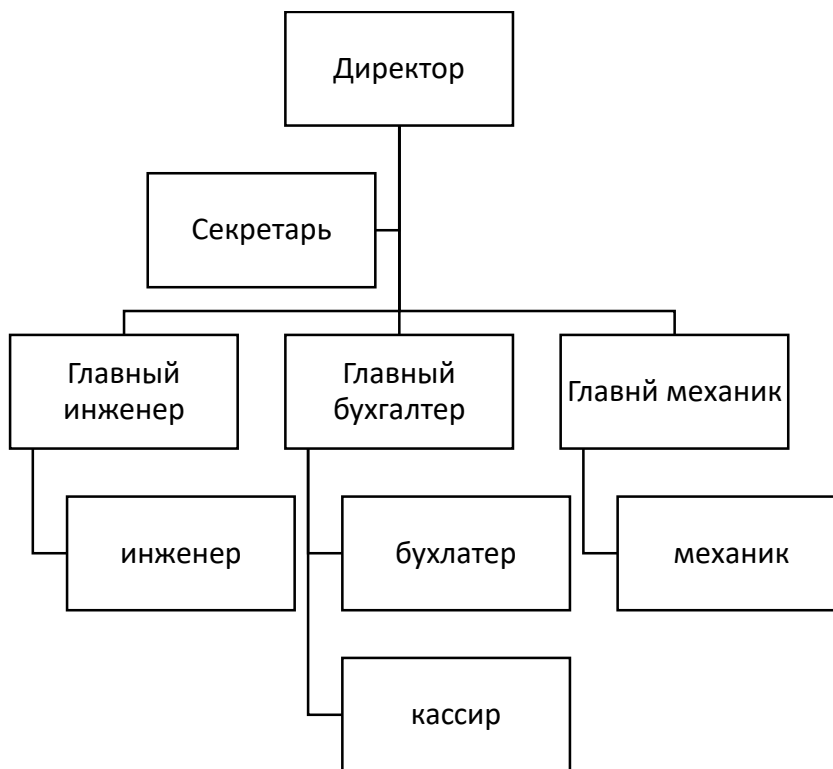 Директор
Секретарь
Главный
инженер
Главный
бухгалтер
Главнй механик
инженер
бухлатер
механик
кассир